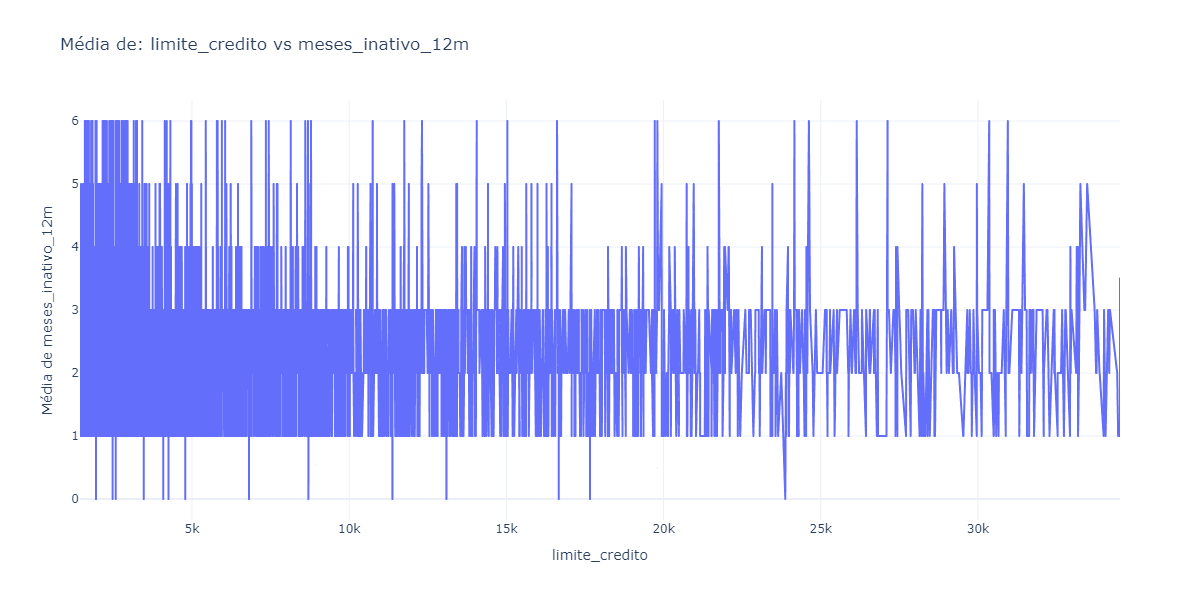 Média de: limite_credito vs meses_inativo_12m
Média de meses_inativo_12m
6
5
4
3
2
1
0
5k
10k
15k
20k
25k
30k
limite_credito